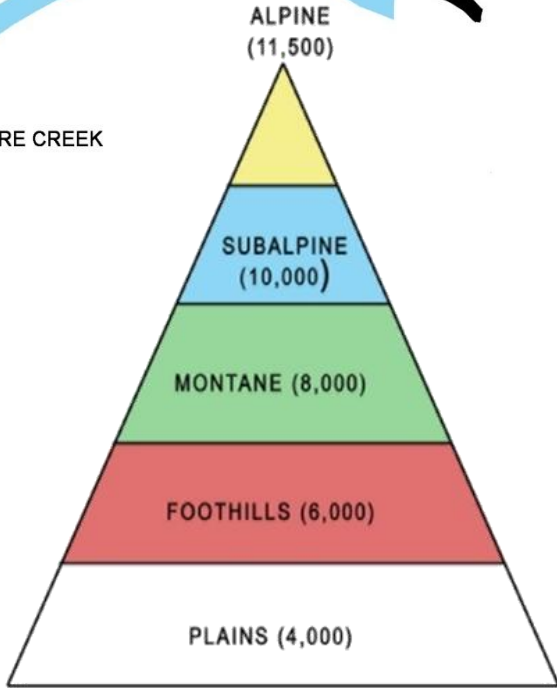 ALPINE
(11,500)
RE CREEK
SUBALPINE
(10,000)
MONTANE (8,000)
FOOTHILLS (6,000)
PLAINS (4,000)